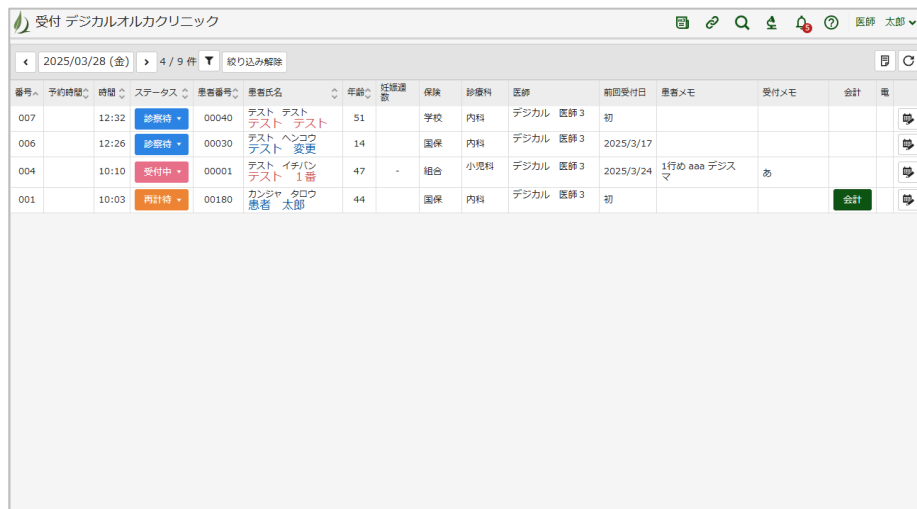 受付 デジカルオルカクリニック
5
医師 太郎
2025/03/28 (金) 4 / 9 件 絞り込み解除
番号 予約時間 時間 ステータス 患者番号 患者氏名 年齢 妊娠週数 保険 診療科 医師 前回受付日 患者メモ 受付メモ 会計 電
007 12:32 診察待 00040 テスト テスト 51 学校 内科 デジカル 医師3 初
テスト テスト
006 12:26 診察待 00030 テスト ヘンコウ 14 国保 内科 デジカル 医師3 2025/3/17
テスト 変更
004 10:10 受付中 00001 テスト イチバン 47 - 組合 小児科 デジカル 医師3 2025/3/24 1行め aaa デジスマ あ
テスト 1番
001 10:03 再計待 00180 カンジャ タロウ 44 国保 内科 デジカル 医師3 初 会計
患者 太郎